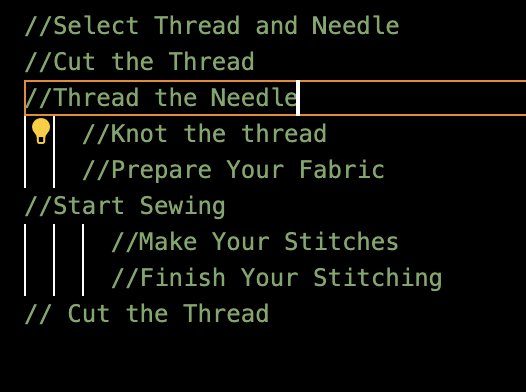 //Select Thread and Needle
//Cut the Thread
//Thread the Needle
//Knot the thread
//Prepare Your Fabric
//Start Sewing
//Make Your Stitches
//Finish Your Stitching
// Cut the Thread